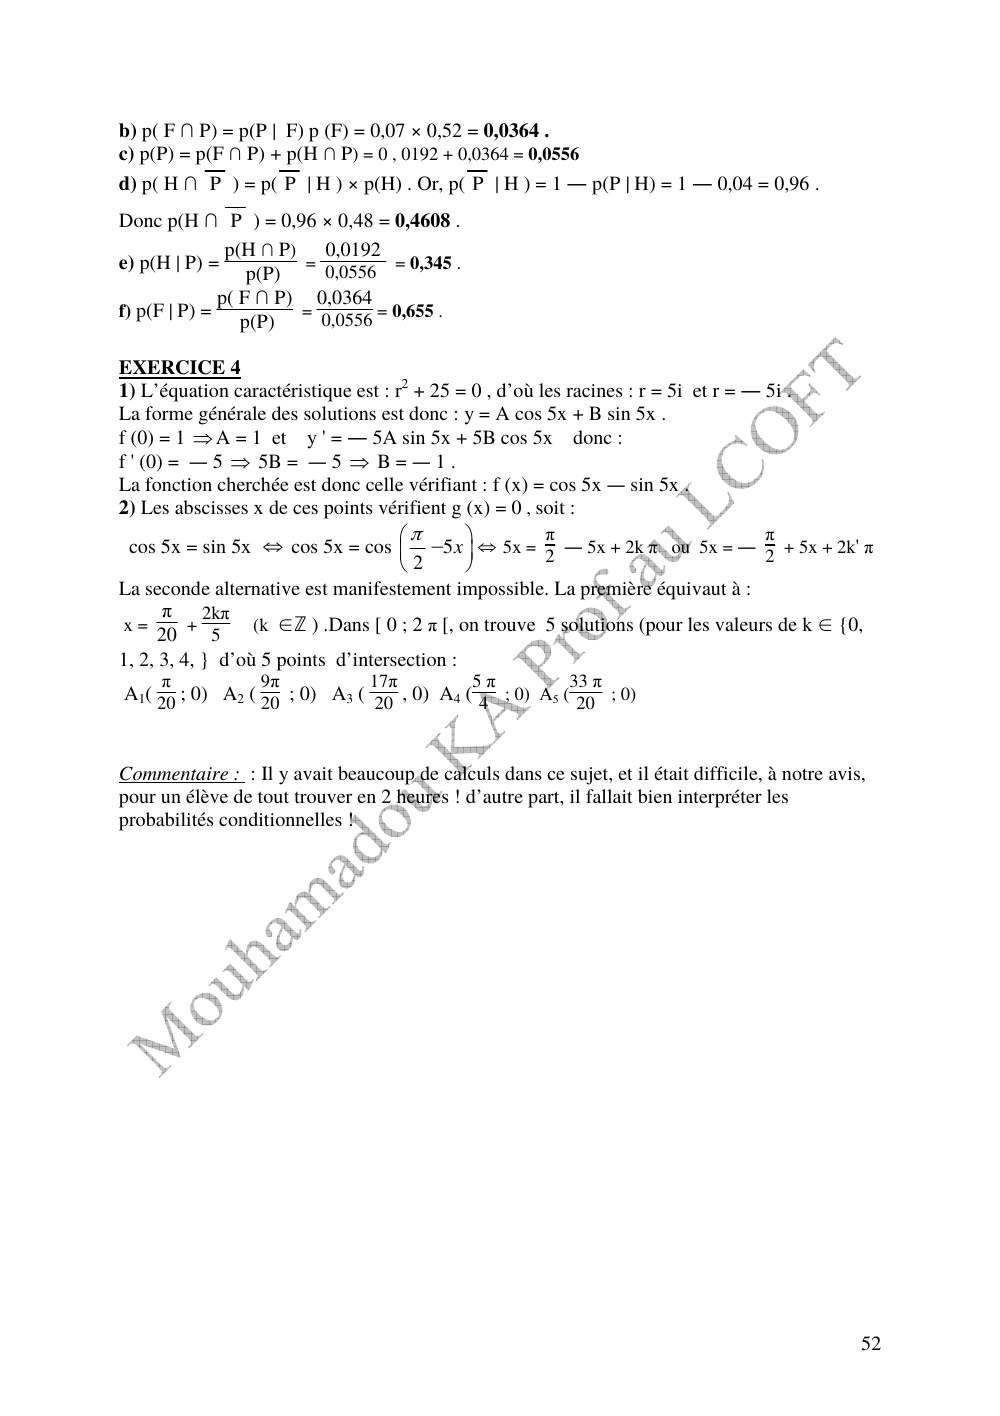 b) p( F ∩ P) = p(P | F) p (F) = 0,07 × 0,52 = 0,0364 .
c) p(P) = p(F ∩ P) + p(H ∩ P) = 0 , 0192 + 0,0364 = 0,0556
d) p( H ∩ P̅ ) = p( P̅ | H ) × p(H) . Or, p( P̅ | H ) = 1 — p(P | H) = 1 — 0,04 = 0,96 .
Donc p(H ∩ P̅ ) = 0,96 × 0,48 = 0,4608 .
e) p(H | P) = p(H ∩ P) / p(P) = 0,0192 / 0,0556 = 0,345 .
f) p(F | P) = p( F ∩ P) / p(P) = 0,0364 / 0,0556 = 0,655 .
EXERCICE 4
1) L’équation caractéristique est : r² + 25 = 0 , d’où les racines : r = 5i et r = — 5i .
La forme générale des solutions est donc : y = A cos 5x + B sin 5x .
f (0) = 1 ⇒ A = 1 et y ' = — 5A sin 5x + 5B cos 5x donc :
f ' (0) = — 5 ⇒ 5B = — 5 ⇒ B = — 1 .
La fonction cherchée est donc celle vérifiant : f (x) = cos 5x — sin 5x .
2) Les abscisses x de ces points vérifient g (x) = 0 , soit :
cos 5x = sin 5x ⇔ cos 5x = cos (π/2 − 5x) ⇔ 5x = π/2 — 5x + 2k π ou 5x = — π/2 + 5x + 2k' π
La seconde alternative est manifestement impossible. La première équivaut à :
x = π/20 + 2kπ/5 (k ∈ ℤ ) .Dans [ 0 ; 2 π [, on trouve 5 solutions (pour les valeurs de k ∈ {0,
1, 2, 3, 4, } d’où 5 points d’intersection :
A₁( π/20 ; 0) A₂ ( 9π/20 ; 0) A₃ ( 17π/20 , 0) A₄ ( 5 π/4 ; 0) A₅ ( 33 π/20 ; 0)
Commentaire : : Il y avait beaucoup de calculs dans ce sujet, et il était difficile, à notre avis,
pour un élève de tout trouver en 2 heures ! d’autre part, il fallait bien interpréter les
probabilités conditionnelles !
Mouhamadou KA Prof au LCOFT
52